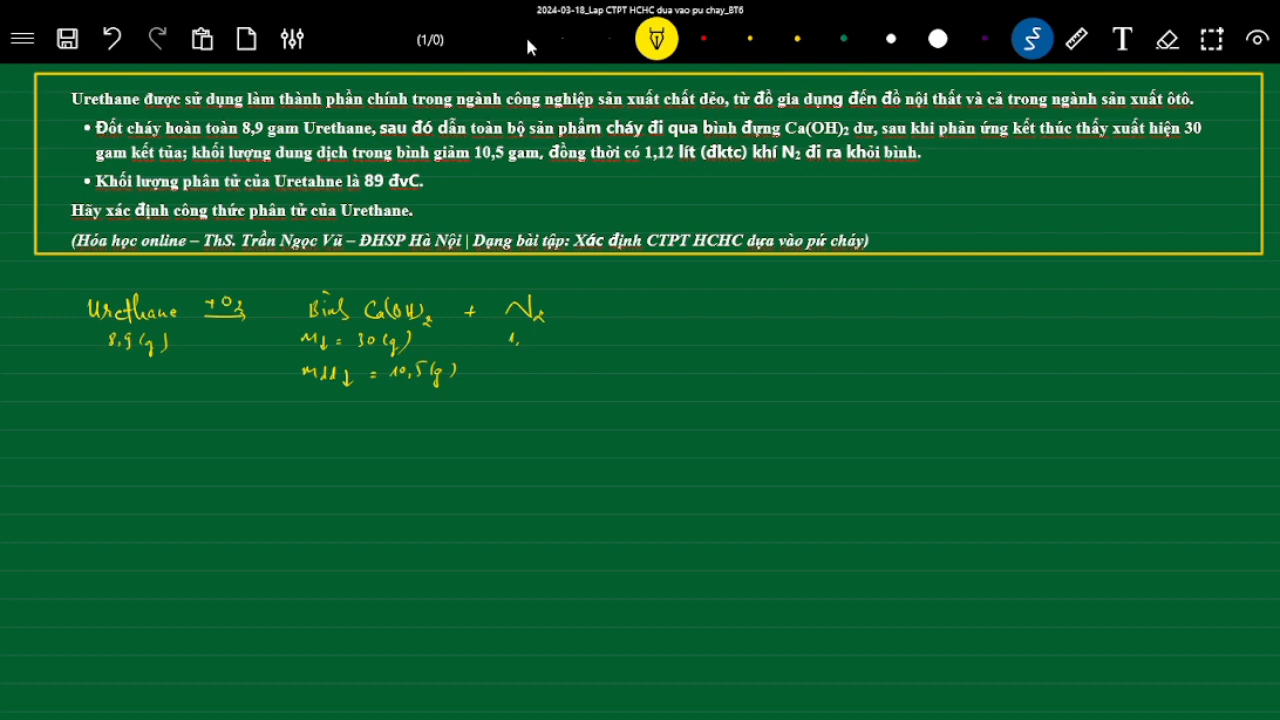 2024-03-18_Lap CTPT HCHC dua vao pu chay_BT6
(1/0)
T
Urethane được sử dụng làm thành phần chính trong ngành công nghiệp sản xuất chất dẻo, từ đồ gia dụng đến đồ nội thất và cả trong ngành sản xuất ôtô.
• Đốt cháy hoàn toàn 8,9 gam Urethane, sau đó dẫn toàn bộ sản phẩm cháy đi qua bình đựng Ca(OH)₂ dư, sau khi phản ứng kết thúc thấy xuất hiện 30
gam kết tủa; khối lượng dung dịch trong bình giảm 10,5 gam, đồng thời có 1,12 lít (đktc) khí N₂ đi ra khỏi bình.
• Khối lượng phân tử của Uretahne là 89 đvC.
Hãy xác định công thức phân tử của Urethane.
(Hóa học online – ThS. Trần Ngọc Vũ – ĐHSP Hà Nội | Dạng bài tập: Xác định CTPT HCHC dựa vào pứ cháy)
Urethane +O₂ → Bình Ca(OH)₂ + N₂
8,9(g) m↓ = 30(g) 1,
mdd↓ = 10,5(g)